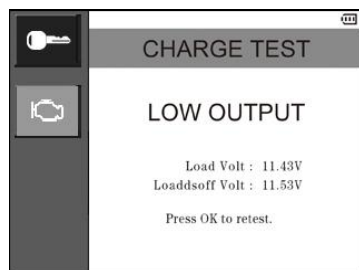 CHARGE TEST
LOW OUTPUT
Load Volt : 11.43V
Loaddsoff Volt : 11.53V
Press OK to retest.